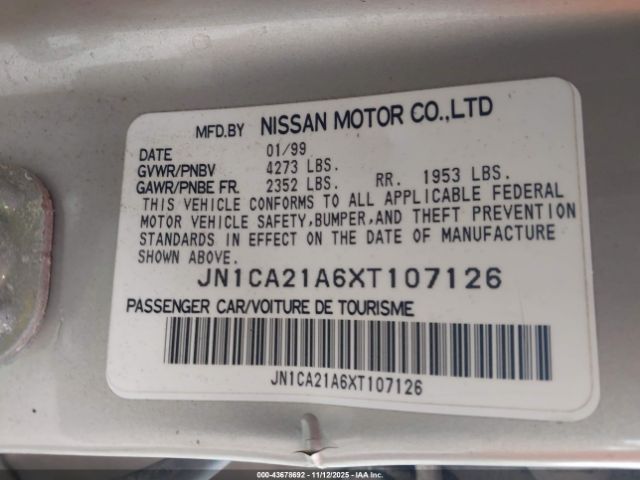 MFD.BY NISSAN MOTOR CO.,LTD
DATE 01/99
GVWR/PNBV 4273 LBS.
GAWR/PNBE FR. 2352 LBS. RR. 1953 LBS.
THIS VEHICLE CONFORMS TO ALL APPLICABLE FEDERAL
MOTOR VEHICLE SAFETY,BUMPER,AND THEFT PREVENTION
STANDARDS IN EFFECT ON THE DATE OF MANUFACTURE
SHOWN ABOVE.
JN1CA21A6XT107126
PASSENGER CAR/VOITURE DE TOURISME
JN1CA21A6XT107126
000-43678692 - 11/12/2025 - IAA Inc.